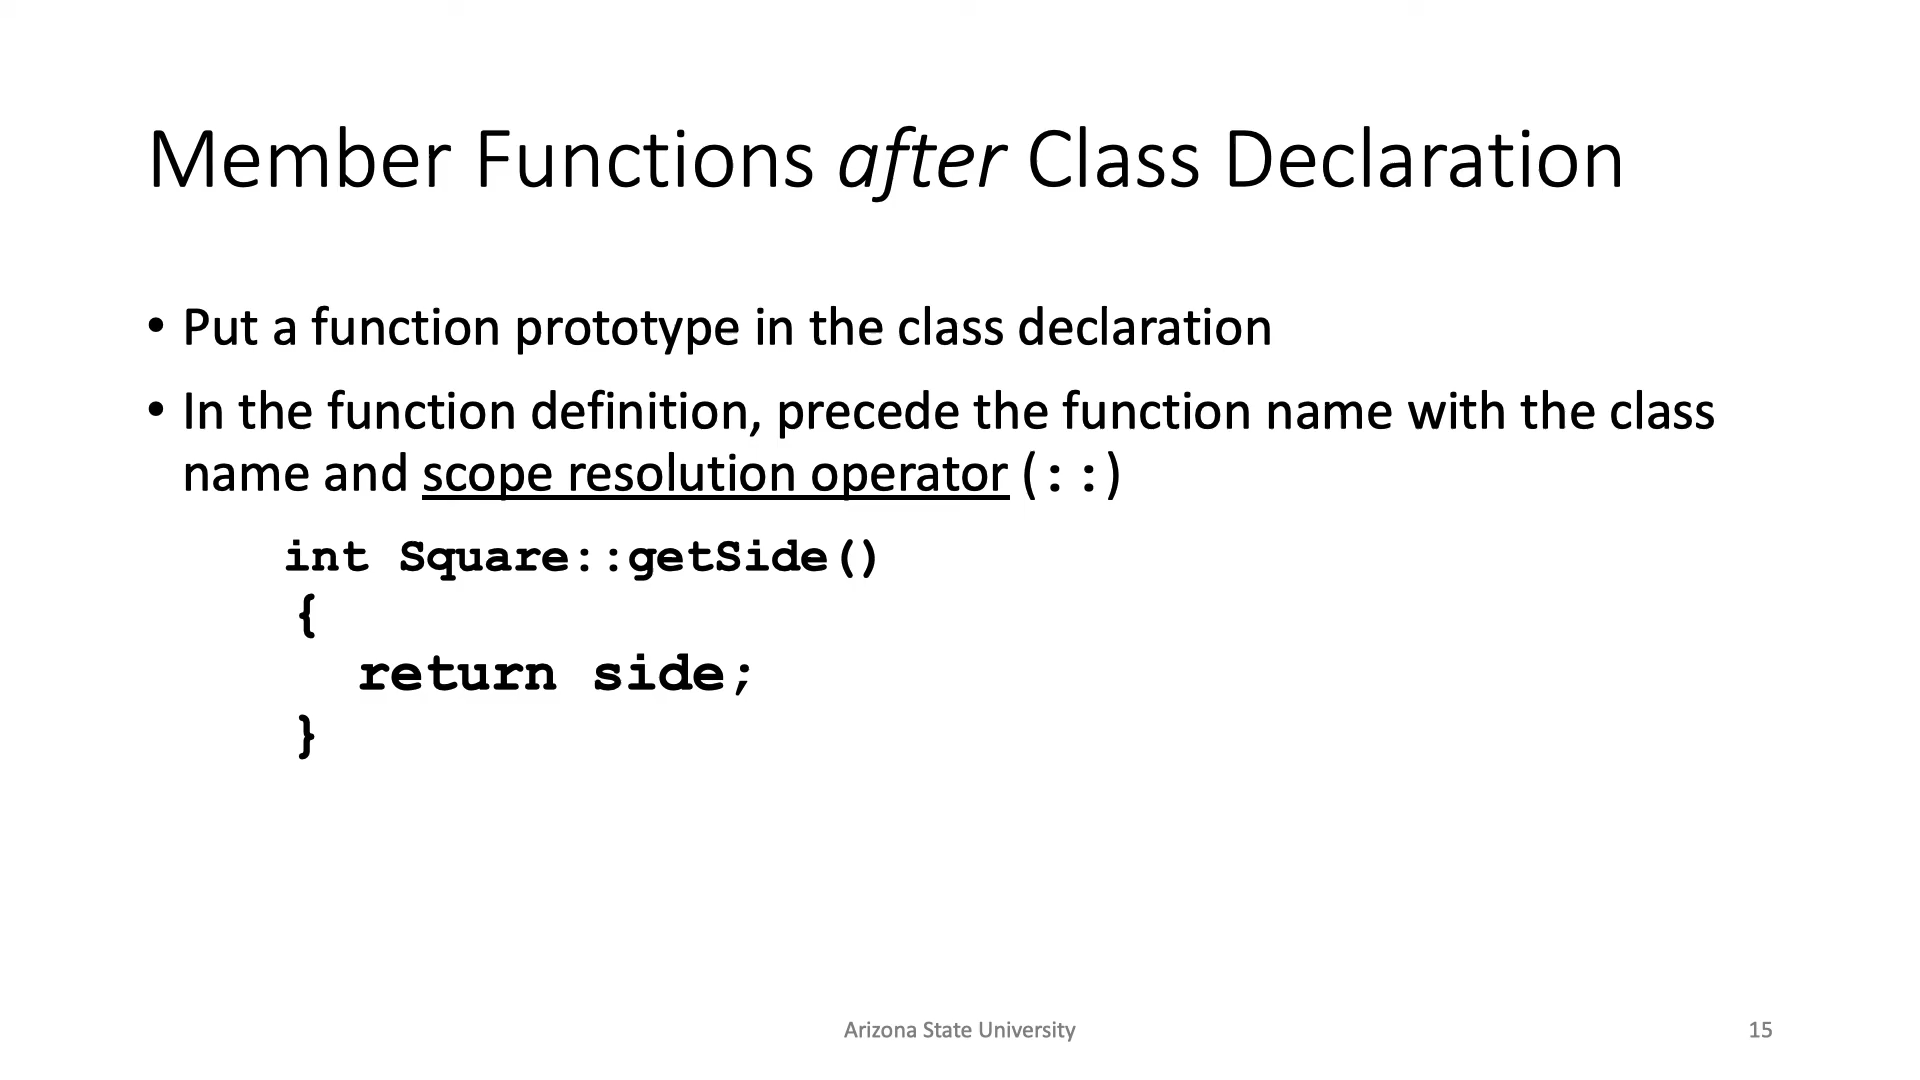 Member Functions after Class Declaration
• Put a function prototype in the class declaration
• In the function definition, precede the function name with the class
name and scope resolution operator (::)
int Square::getSide()
{
return side;
}
Arizona State University
15